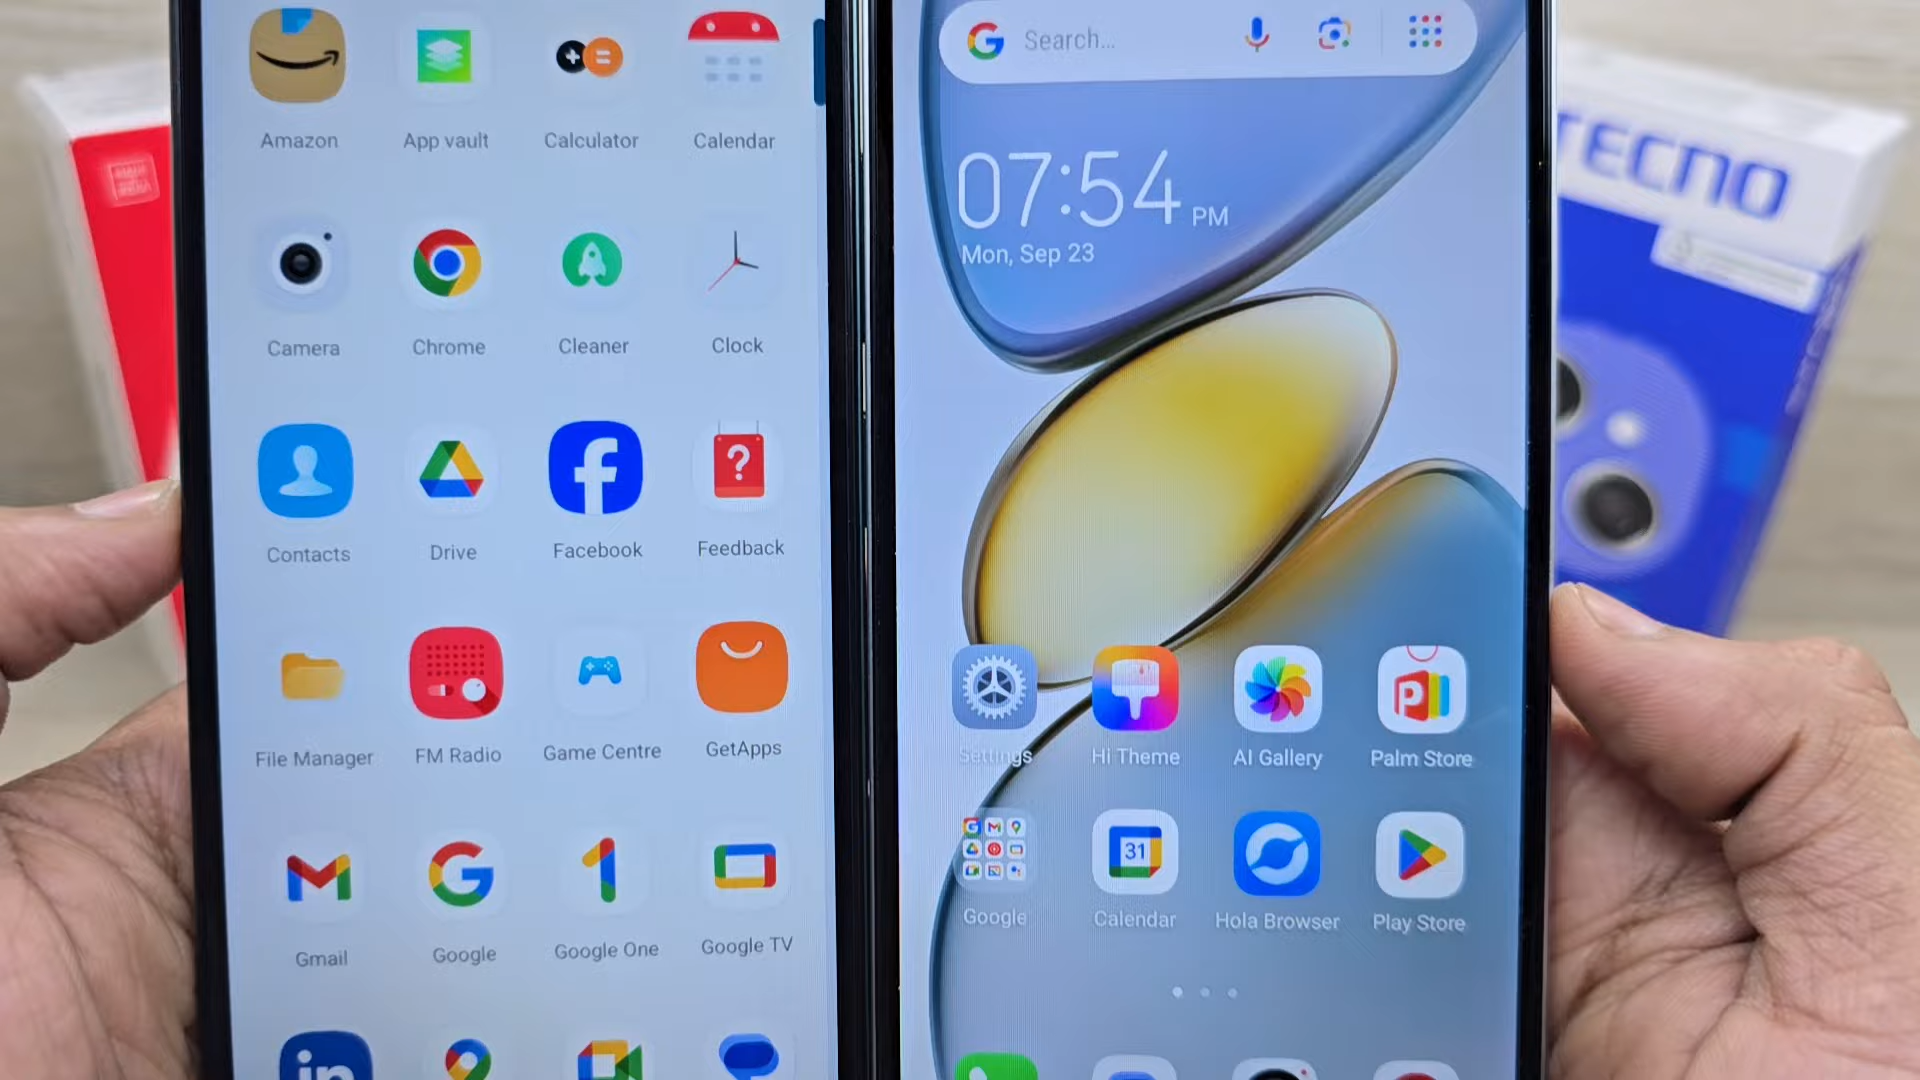 Amazon
App vault
Calculator
Calendar
Camera
Chrome
Cleaner
Clock
Contacts
Drive
Facebook
Feedback
File Manager
FM Radio
Game Centre
GetApps
Gmail
Google
Google One
Google TV
in
Search...
07:54 PM
Mon, Sep 23
Settings
Hi Theme
AI Gallery
Palm Store
Google
31
Calendar
Hola Browser
Play Store
TECNO